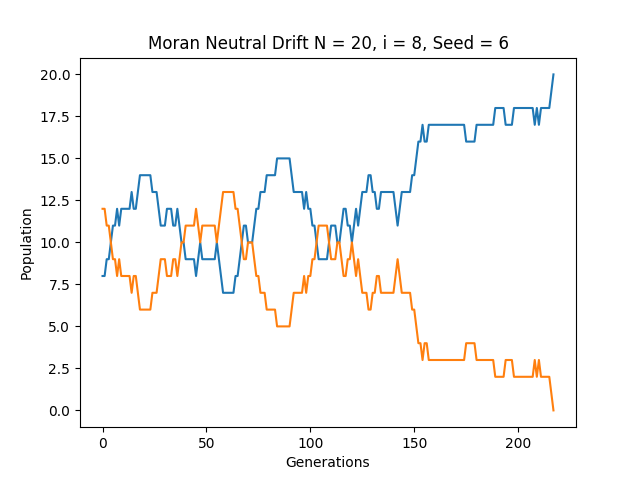 Moran Neutral Drift N = 20, i = 8, Seed = 6
20.0
17.5
15.0
12.5
10.0
7.5
5.0
2.5
0.0
Population
0 50 100 150 200
Generations